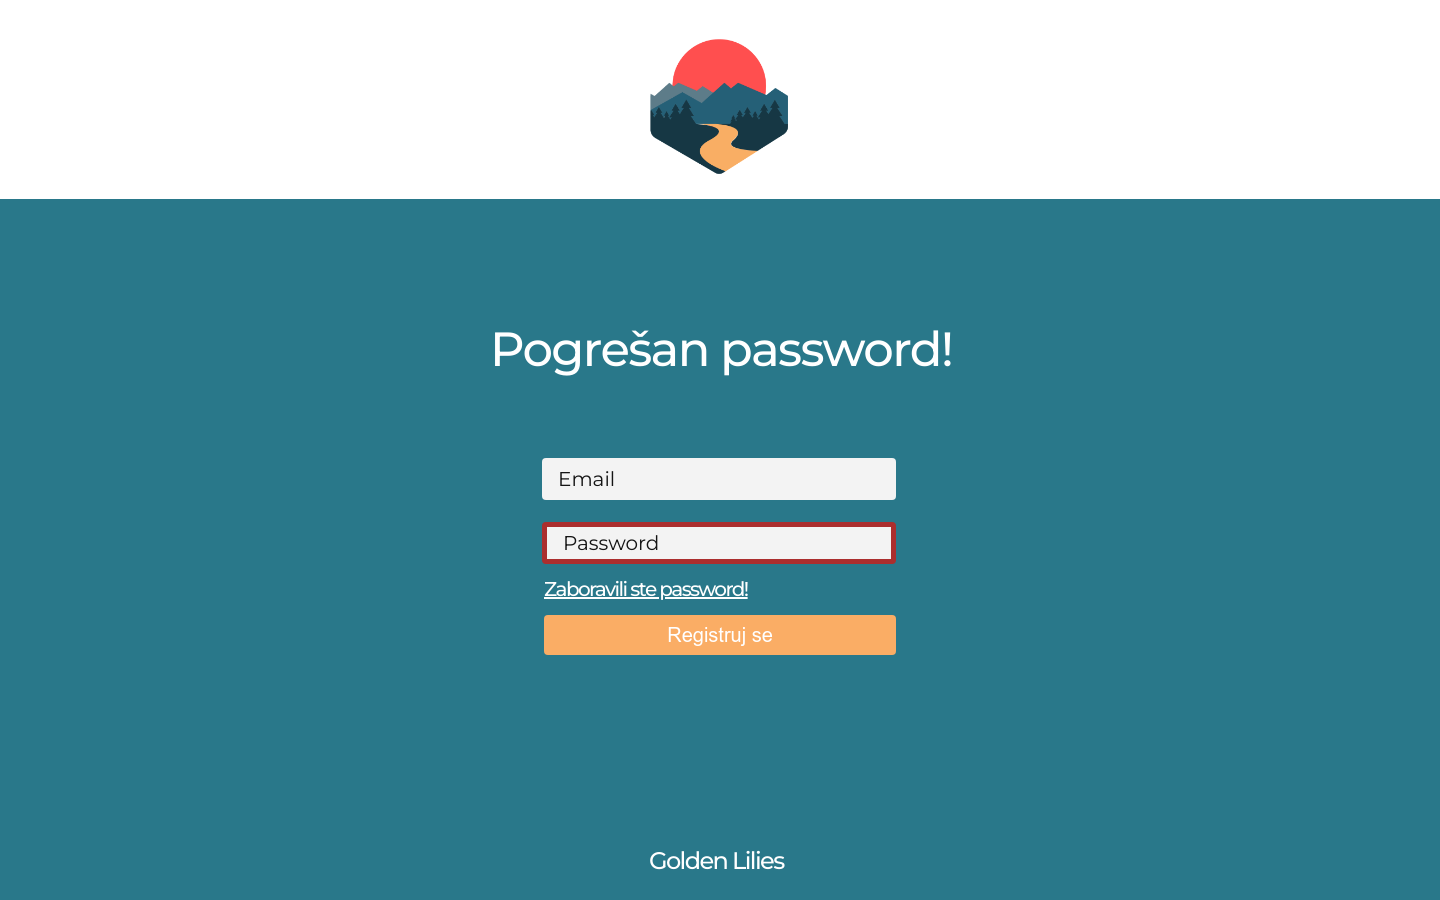 Pogrešan password!
Email
Password
Zaboravili ste password!
Registruj se
Golden Lilies